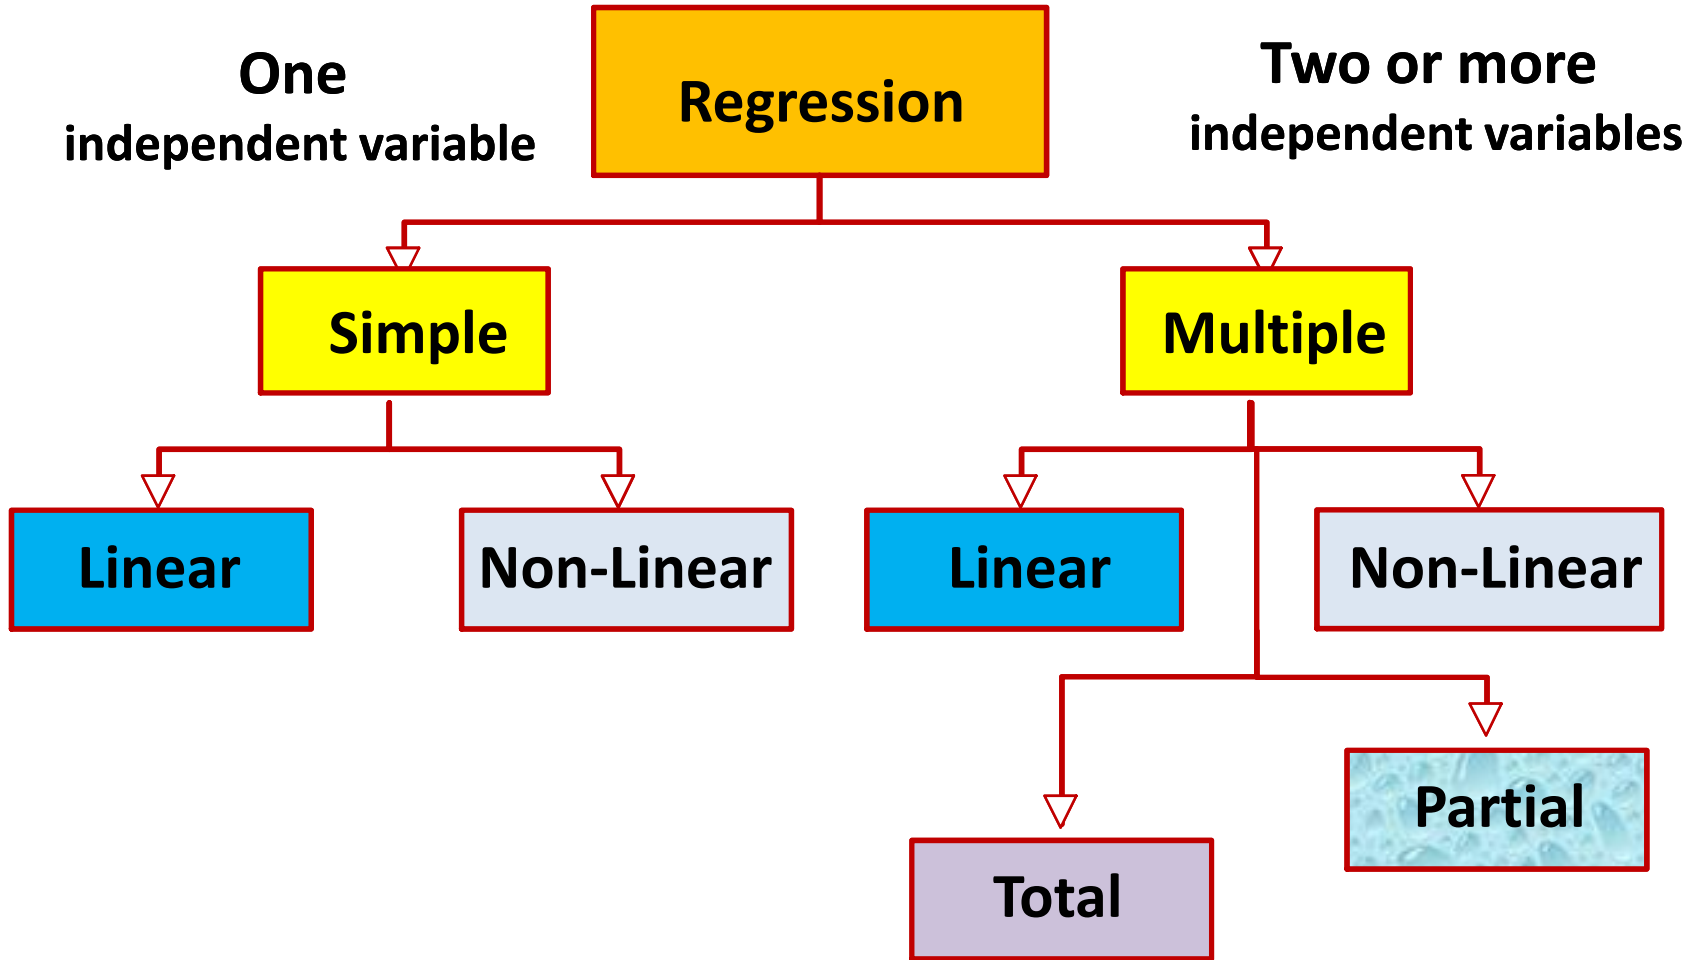 One
independent variable
Regression
Two or more
independent variables
Simple
Multiple
Linear
Non-Linear
Linear
Non-Linear
Partial
Total